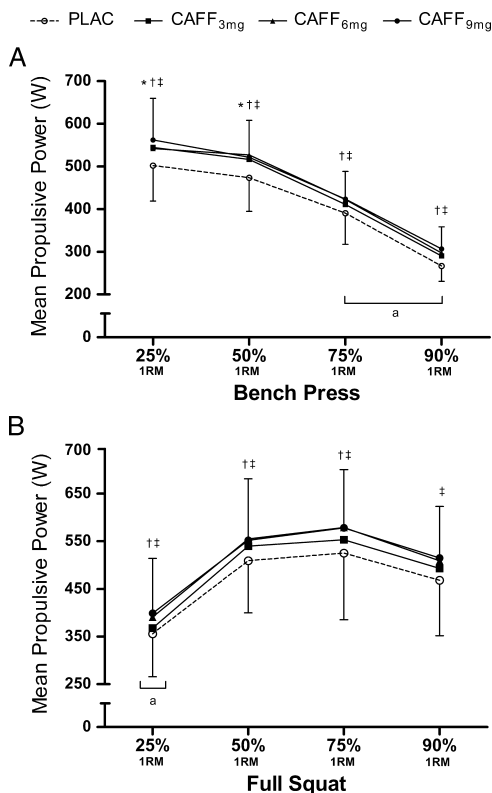 PLAC CAFF3mg CAFF6mg CAFF9mg
A
Mean Propulsive Power (W)
700
600
500
400
300
200
0
*†‡
*†‡
†‡
†‡
a
25% 50% 75% 90%
1RM 1RM 1RM 1RM
Bench Press
B
Mean Propulsive Power (W)
700
650
550
450
350
250
0
†‡
†‡
†‡
‡
a
25% 50% 75% 90%
1RM 1RM 1RM 1RM
Full Squat